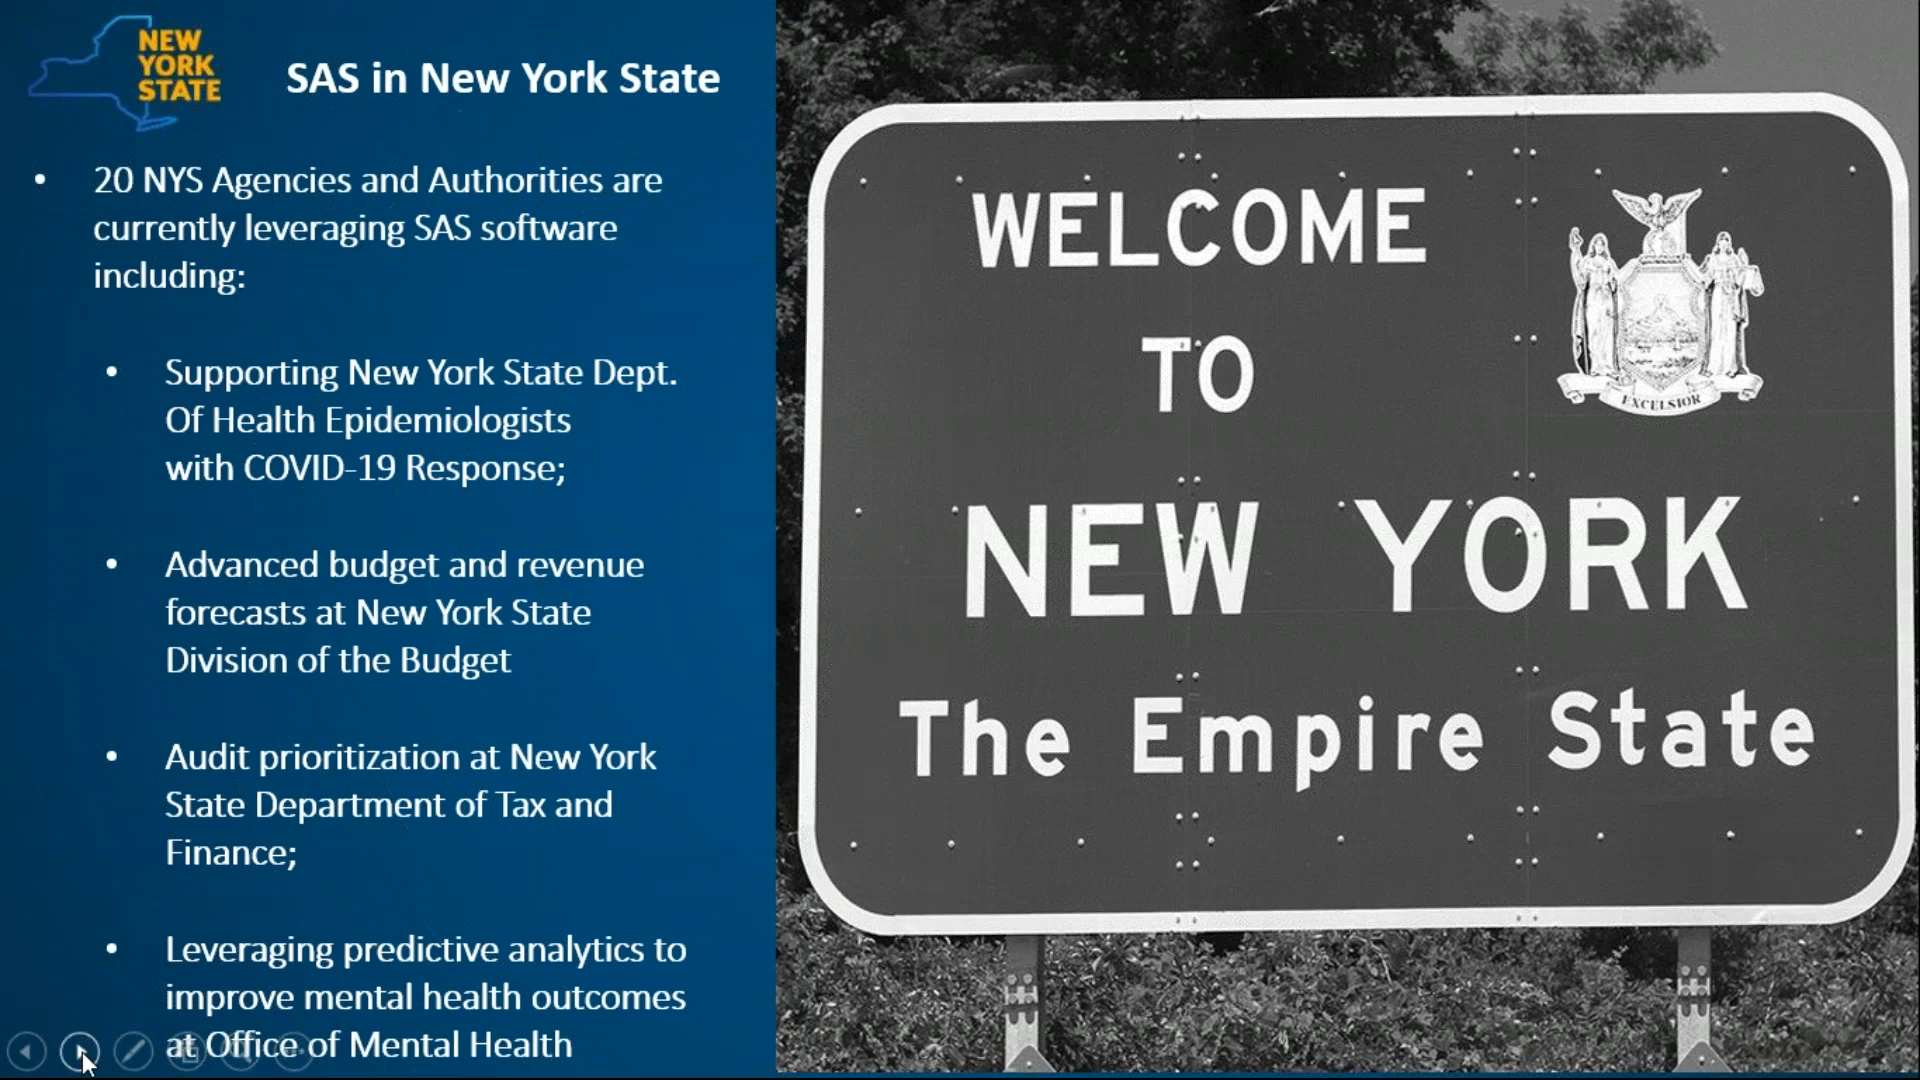 NEW
YORK
STATE
SAS in New York State
• 20 NYS Agencies and Authorities are
currently leveraging SAS software
including:
• Supporting New York State Dept.
Of Health Epidemiologists
with COVID-19 Response;
• Advanced budget and revenue
forecasts at New York State
Division of the Budget
• Audit prioritization at New York
State Department of Tax and
Finance;
• Leveraging predictive analytics to
improve mental health outcomes
at Office of Mental Health
WELCOME
TO
NEW YORK
The Empire State
EXCELSIOR